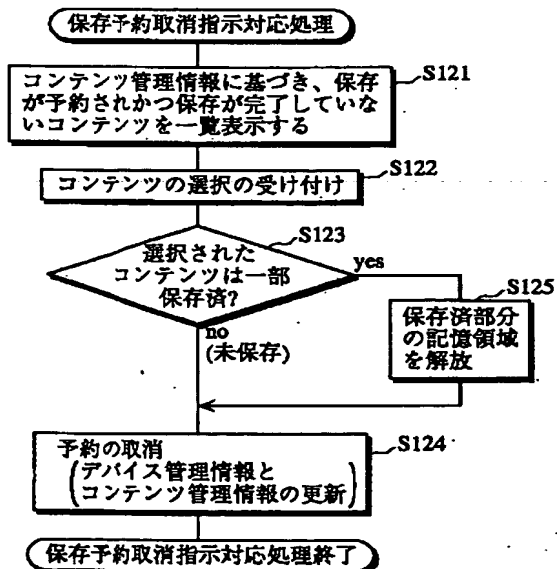 保存予約取消指示対応処理
S121
コンテンツ管理情報に基づき、保存
が予約されかつ保存が完了していな
いコンテンツを一覧表示する
S122
コンテンツの選択の受け付け
S123
選択された
コンテンツは一部
保存済?
yes
no
(未保存)
S125
保存済部分
の記憶領域
を解放
S124
予約の取消
(デバイス管理情報と
コンテンツ管理情報の更新)
保存予約取消指示対応処理終了